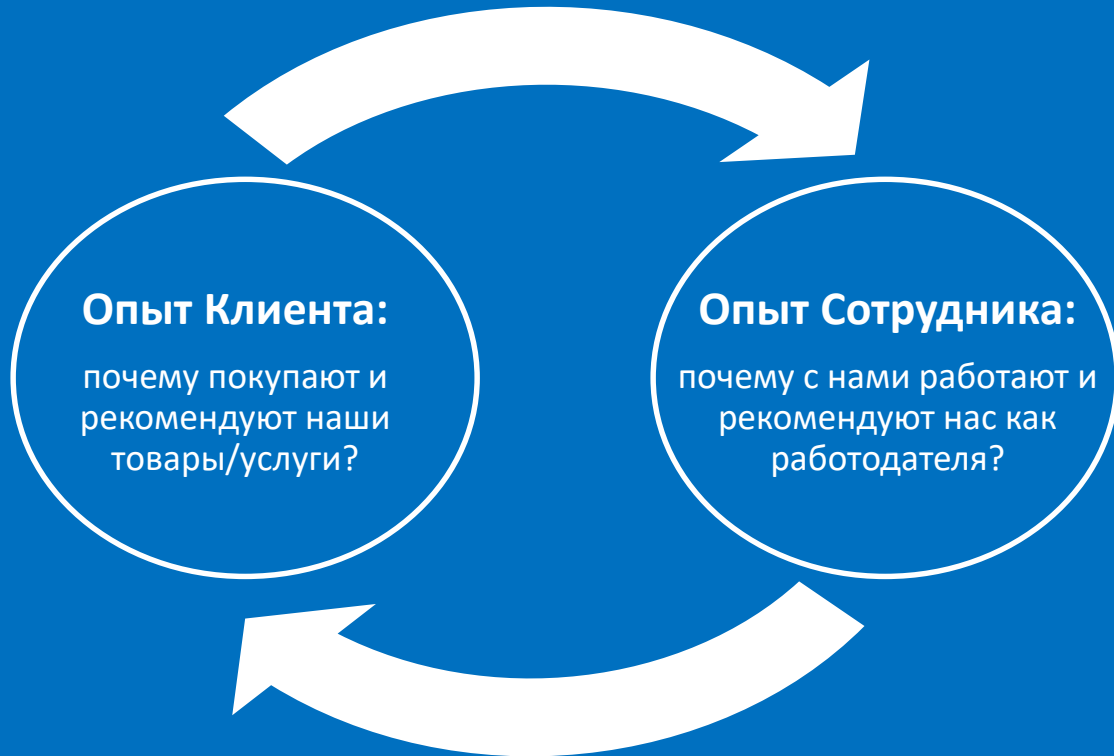 Опыт Клиента:
почему покупают и
рекомендуют наши
товары/услуги?
Опыт Сотрудника:
почему с нами работают и
рекомендуют нас как
работодателя?